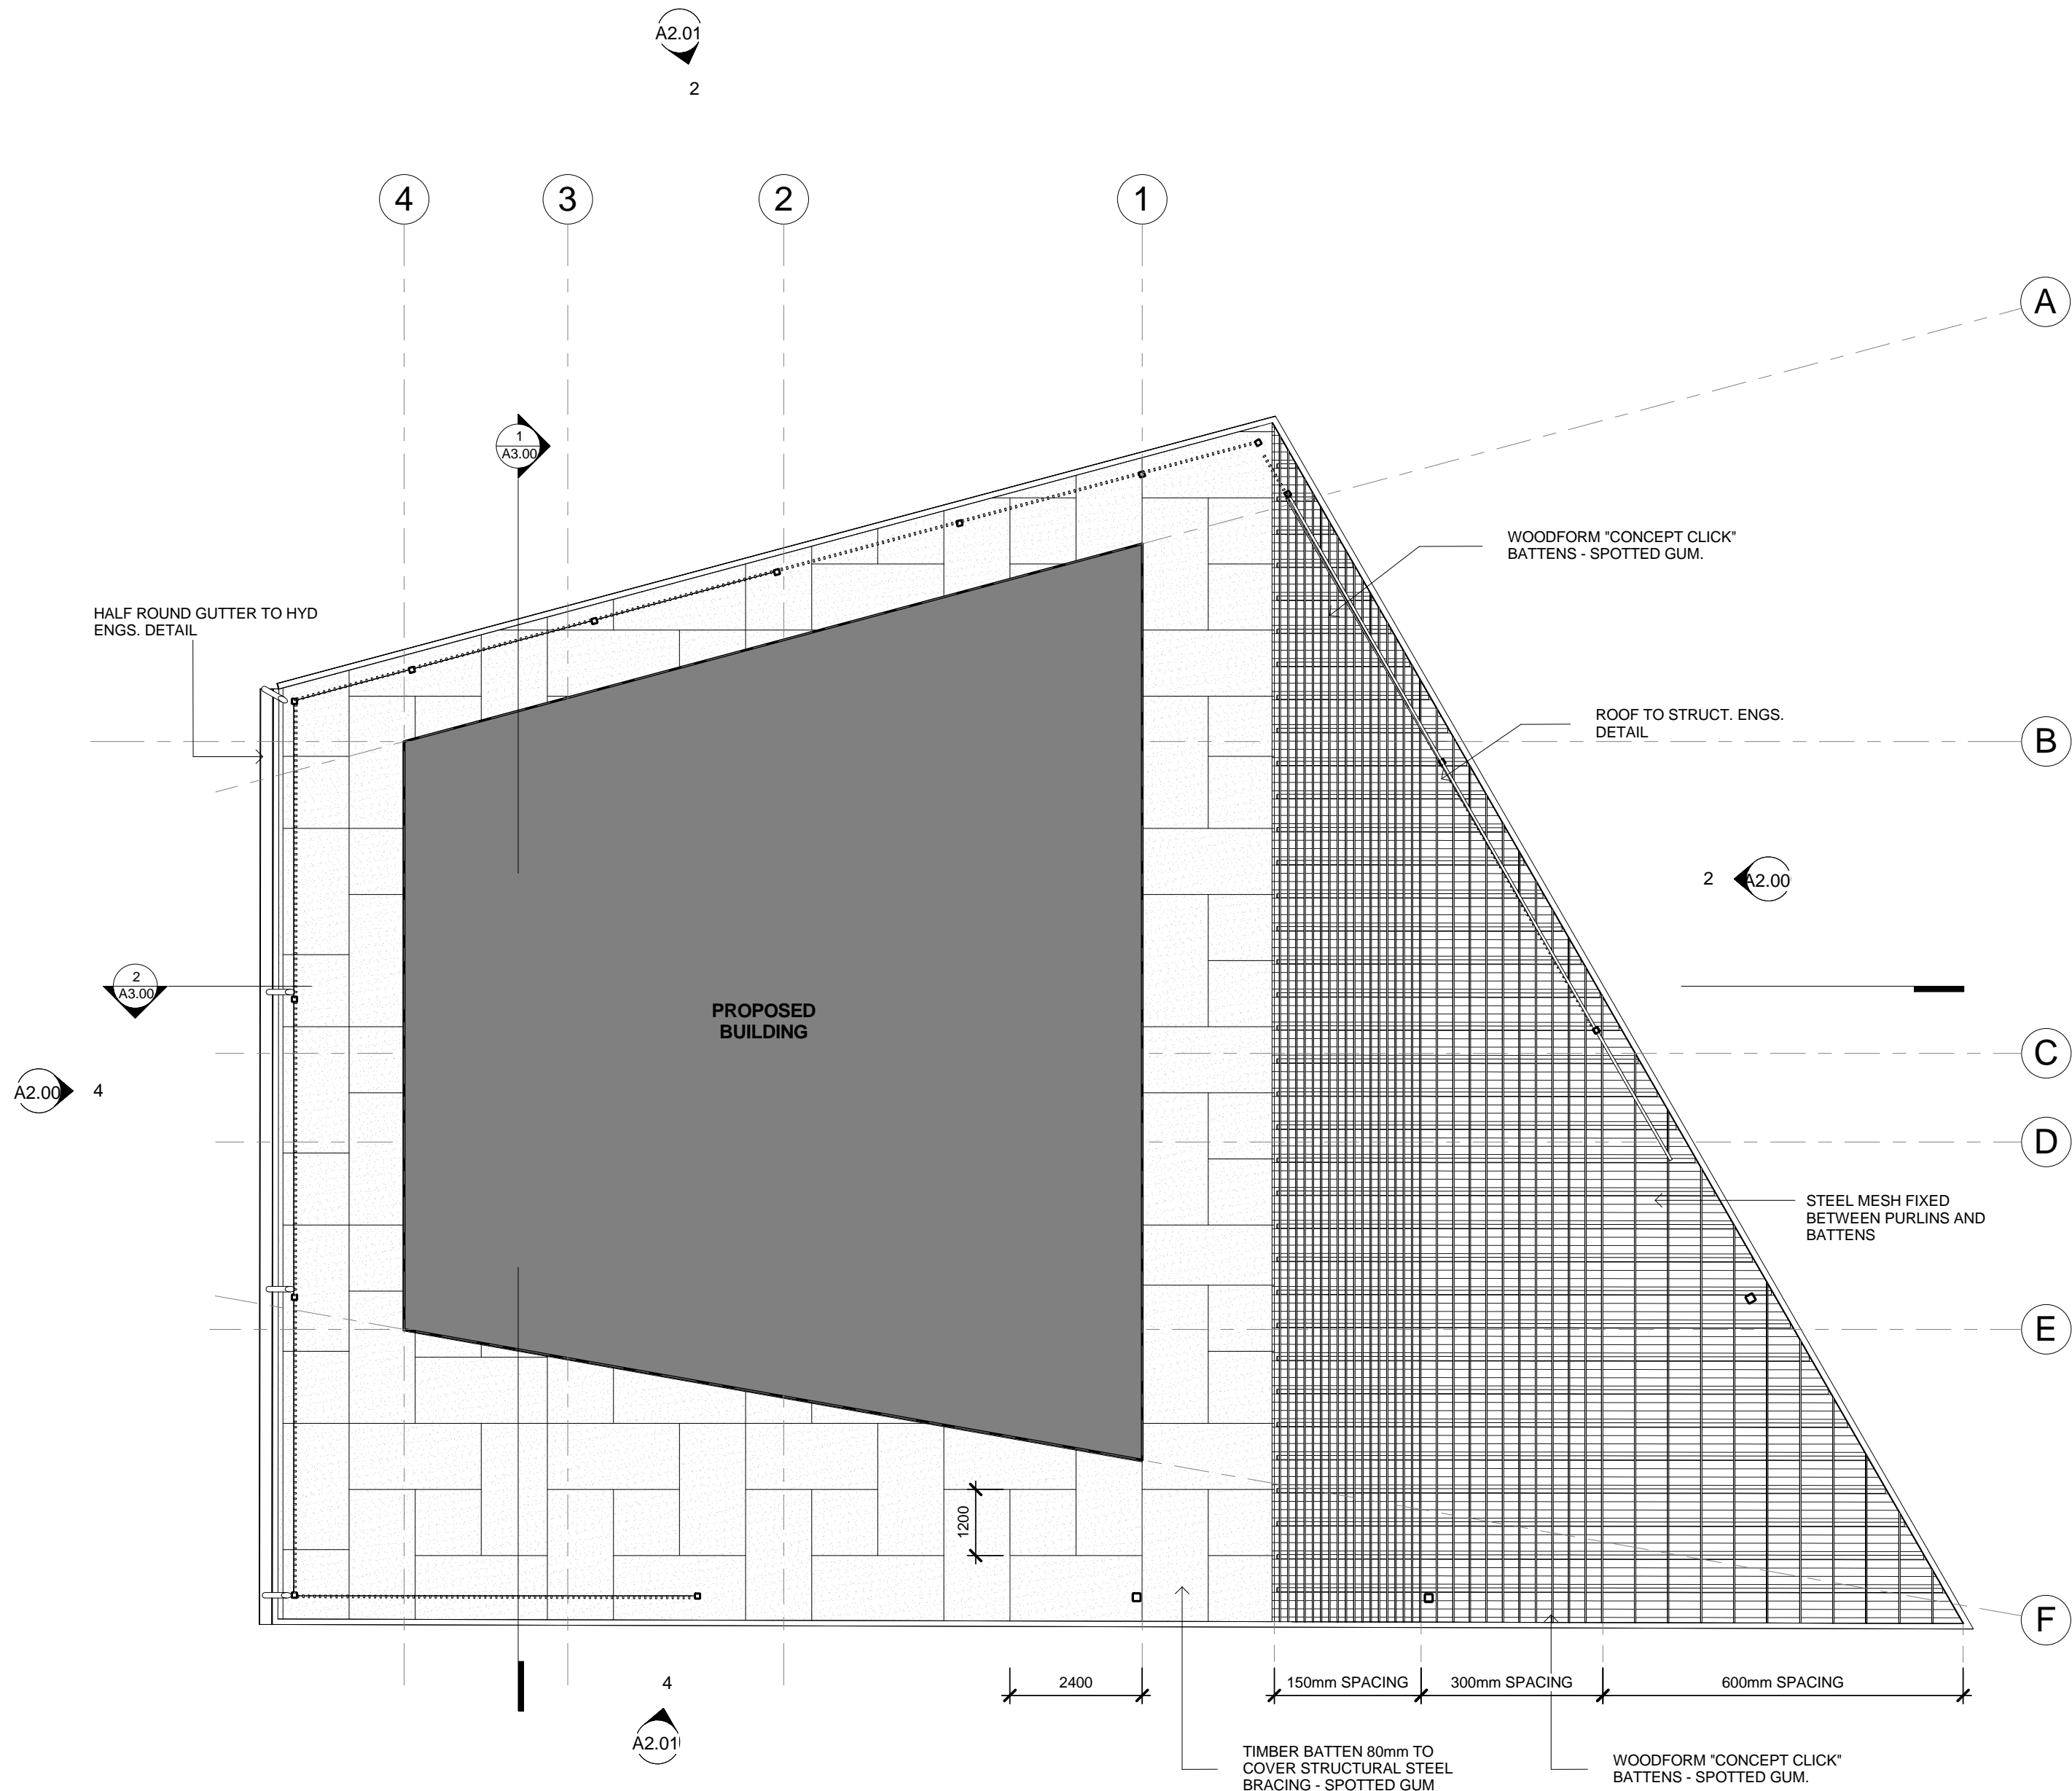 A2.01
2
4
3
2
1
A
1
A3.00
WOODFORM "CONCEPT CLICK"
BATTENS - SPOTTED GUM.
HALF ROUND GUTTER TO HYD
ENGS. DETAIL
ROOF TO STRUCT. ENGS.
DETAIL
B
2
A2.00
2
A3.00
PROPOSED
BUILDING
C
A2.00
4
D
STEEL MESH FIXED
BETWEEN PURLINS AND
BATTENS
E
1200
F
4
2400
150mm SPACING
300mm SPACING
600mm SPACING
A2.01
TIMBER BATTEN 80mm TO
COVER STRUCTURAL STEEL
BRACING - SPOTTED GUM
WOODFORM "CONCEPT CLICK"
BATTENS - SPOTTED GUM.